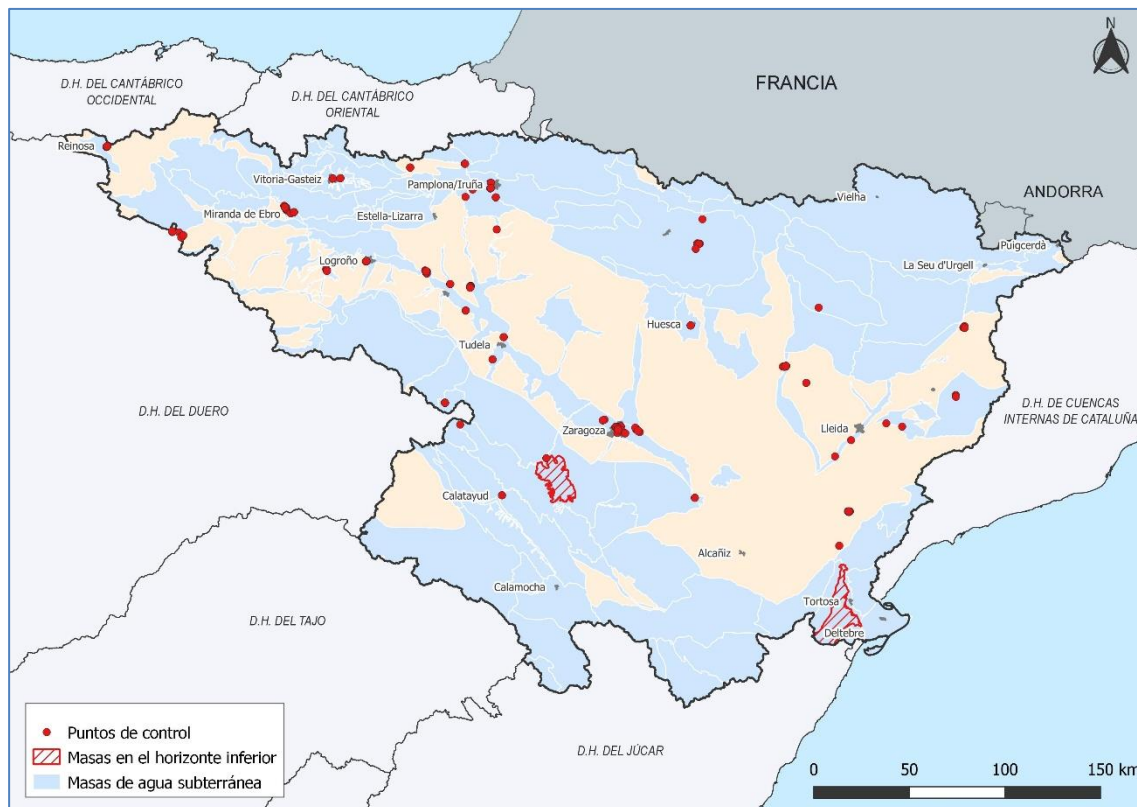 N
FRANCIA
D.H. DEL CANTÁBRICO
OCCIDENTAL
D.H. DEL CANTÁBRICO
ORIENTAL
Reinosa
Vitoria-Gasteiz
Pamplona/Iruña
ANDORRA
Vielha
Miranda de Ebro
Estella-Lizarra
Puigcerdà
La Seu d'Urgell
Logroño
Huesca
Tudela
D.H. DEL DUERO
D.H. DE CUENCAS
INTERNAS DE CATALUÑA
Zaragoza
Lleida
Calatayud
Alcañiz
Calamocha
Tortosa
D.H. DEL TAJO
Deltebre
Puntos de control
Masas en el horizonte inferior
Masas de agua subterránea
D.H. DEL JÚCAR
0 50 100 150 km